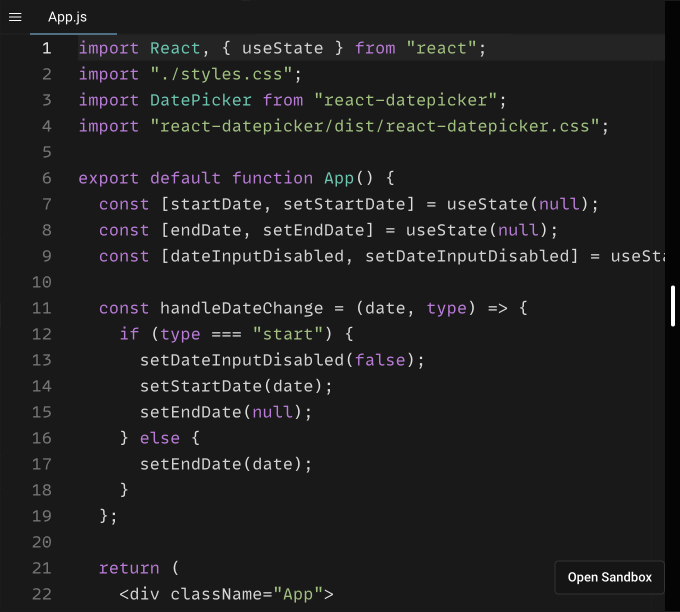 App.js
1 import React, { useState } from "react";
2 import "./styles.css";
3 import DatePicker from "react-datepicker";
4 import "react-datepicker/dist/react-datepicker.css";
5
6 export default function App() {
7   const [startDate, setStartDate] = useState(null);
8   const [endDate, setEndDate] = useState(null);
9   const [dateInputDisabled, setDateInputDisabled] = useSta
10
11   const handleDateChange = (date, type) => {
12     if (type === "start") {
13       setDateInputDisabled(false);
14       setStartDate(date);
15       setEndDate(null);
16     } else {
17       setEndDate(date);
18     }
19   };
20
21   return (
Open Sandbox
22     <div className="App">